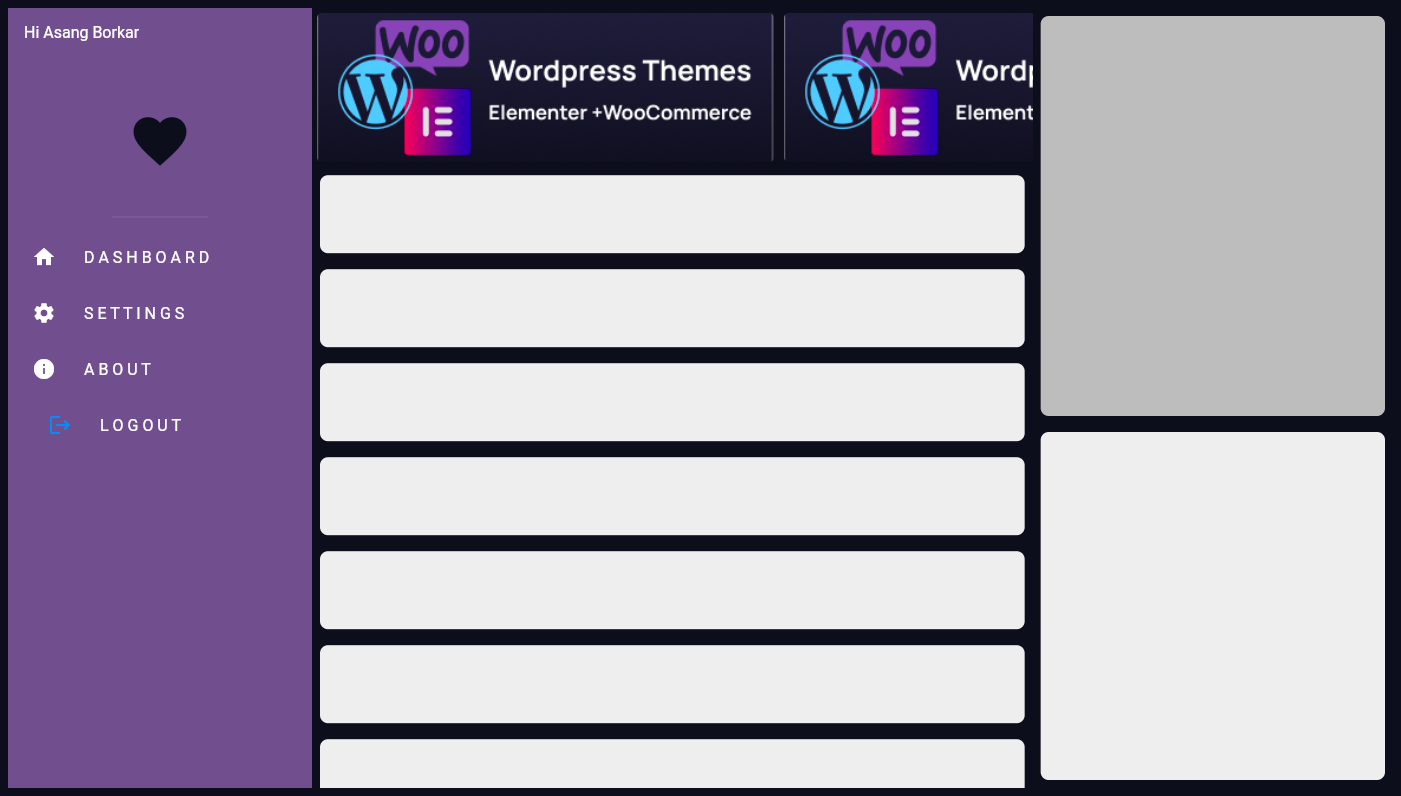 Hi Asang Borkar
DASHBOARD
SETTINGS
ABOUT
LOGOUT
WOO
W
Wordpress Themes
Elementer +WooCommerce
WOO
W
Wordp
Element